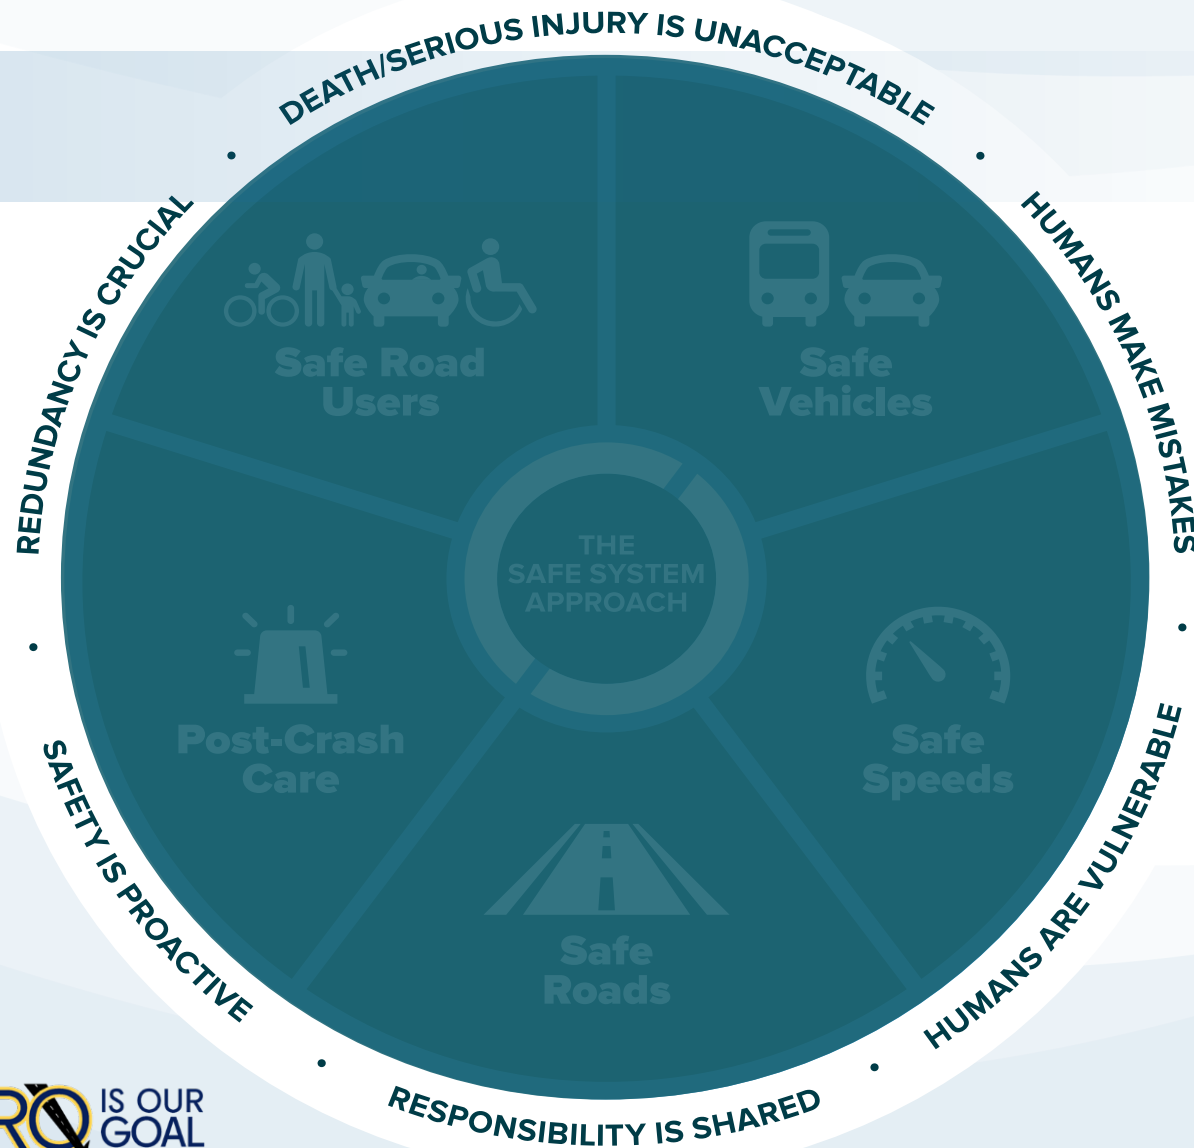 DEATH/SERIOUS INJURY IS UNACCEPTABLE
HUMANS MAKE MISTAKES
HUMANS ARE VULNERABLE
RESPONSIBILITY IS SHARED
SAFETY IS PROACTIVE
REDUNDANCY IS CRUCIAL
Safe Road
Users
Safe
Vehicles
THE
SAFE SYSTEM
APPROACH
Post-Crash
Care
Safe
Speeds
Safe
Roads
IS OUR
GOAL